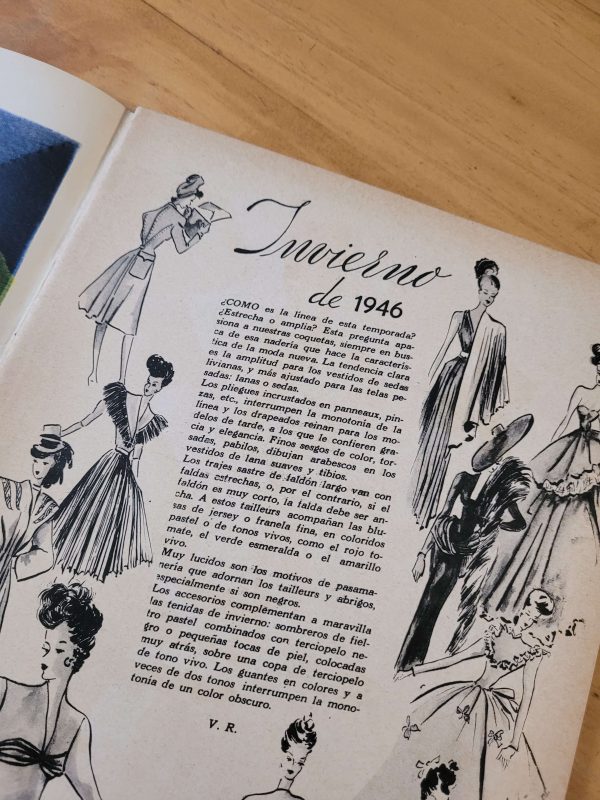 Invierno
de 1946
¿COMO es la línea de esta temporada?
¿Estrecha o amplia? Esta pregunta apa-
siona a nuestras coquetas, siempre en bus-
ca de esa nadería que hace la caracterís-
tica de la moda nueva. La tendencia clara
es la amplitud para los vestidos de sedas
livianas, y más ajustado para las telas pe-
sadas: lanas o sedas.
Los pliegues incrustados en panneaux, pin-
zas, etc., interrumpen la monotonía de la
línea y los drapeados reinan para los mo-
delos de tarde, a los que le confieren gra-
cia y elegancia. Finos sesgos de color, tor-
sadas, pabilos, dibujan arabescos en los
vestidos de lana suaves y tibios.
Los trajes sastre de faldón largo van con
faldas estrechas, o, por el contrario, si el
faldón es muy corto, la falda debe ser an-
cha. A estos tailleurs acompañan las blu-
sas de jersey o franela fina, en coloridos
pastel o de tonos vivos, como el rojo to-
mate, el verde esmeralda o el amarillo
vivo.
Muy lucidos son los motivos de pasama-
nería que adornan los tailleurs y abrigos,
especialmente si son negros.
Los accesorios complementan a maravilla
las tenidas de invierno: sombreros de fiel-
tro pastel combinados con terciopelo ne-
gro o pequeñas tocas de piel, colocadas
muy atrás, sobre una copa de terciopelo
de tono vivo. Los guantes en colores y a
veces de dos tonos interrumpen la mono-
tonía de un color obscuro.
V. R.